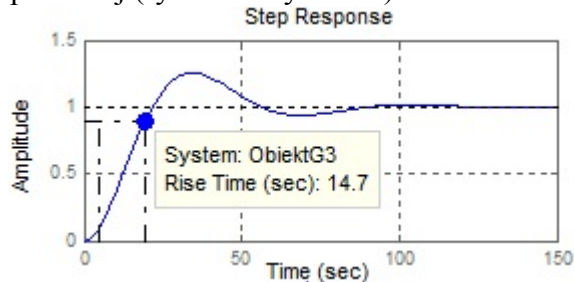 Step Response
1.5
1
0.5
0
Amplitude
System: ObiektG3
Rise Time (sec): 14.7
0 50 100 150
Time (sec)